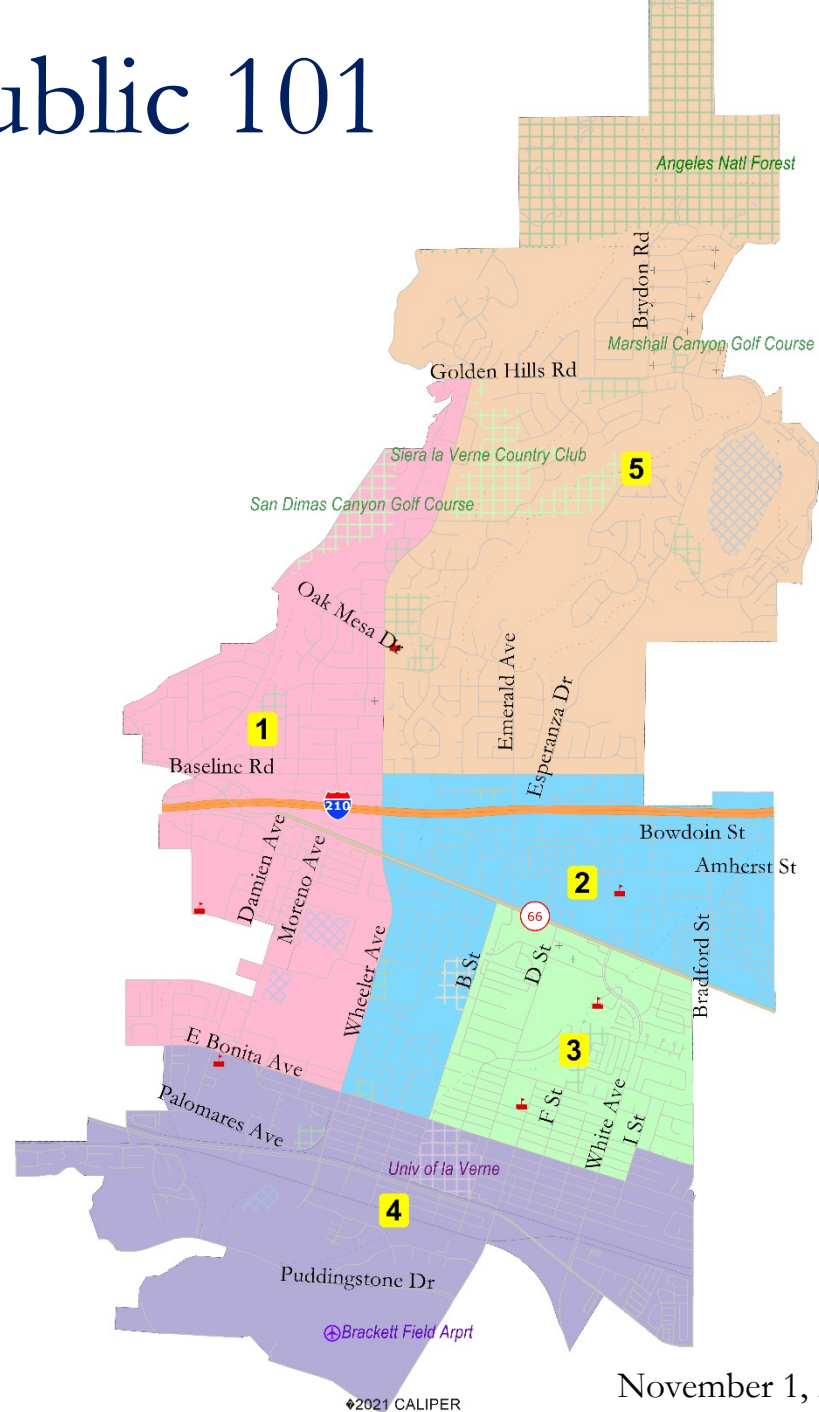 ublic 101
Angeles Natl Forest
Brydon Rd
Marshall Canyon Golf Course
Golden Hills Rd
Siera la Verne Country Club
5
San Dimas Canyon Golf Course
Oak Mesa Dr
Emerald Ave
Esperanza Dr
1
Baseline Rd
210
Bowdoin St
Amherst St
Damien Ave
Moreno Ave
2
66
Bradford St
Wheeler Ave
B St
D St
3
E Bonita Ave
Palomares Ave
F St
White Ave
I St
Univ of la Verne
4
Puddingstone Dr
Brackett Field Arprt
November 1,
�2021 CALIPER